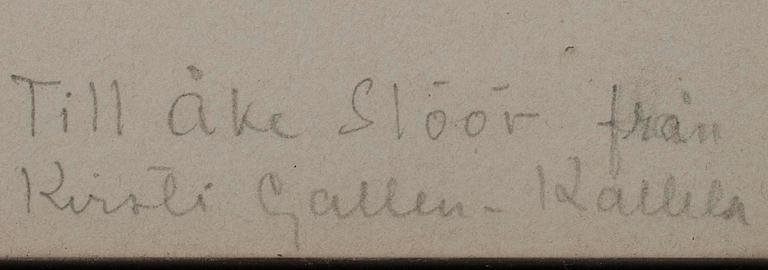 Till Åke Slöör från
Kirsti Gallen-Kallela